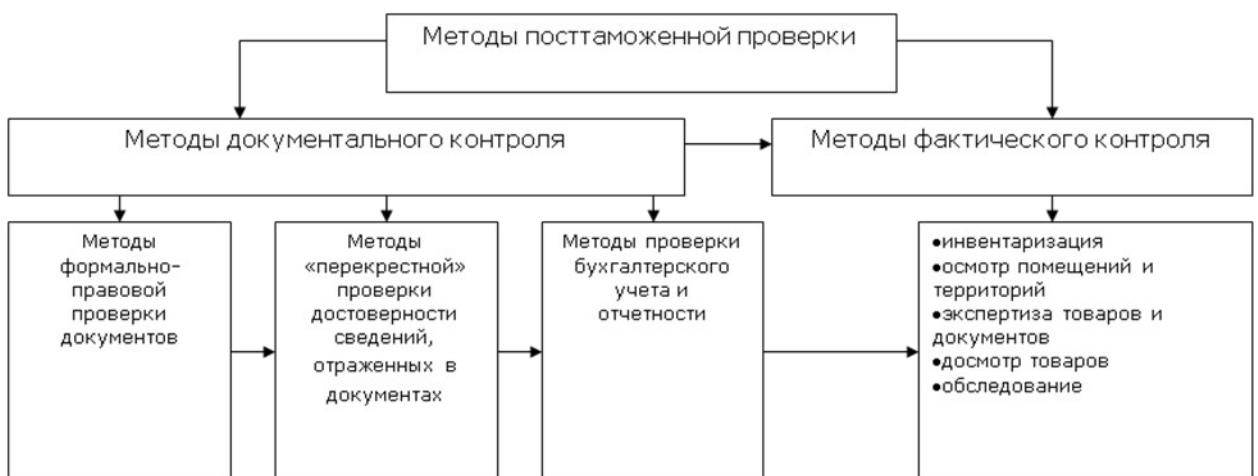 Методы посттаможенной проверки
Методы документального контроля
Методы фактического контроля
Методы
формально-
правовой
проверки
документов
Методы
«перекрестной»
проверки
достоверности
сведений,
отраженных в
документах
Методы проверки
бухгалтерского
учета и
отчетности
•инвентаризация
•осмотр помещений и
территорий
•экспертиза товаров и
документов
•досмотр товаров
•обследование